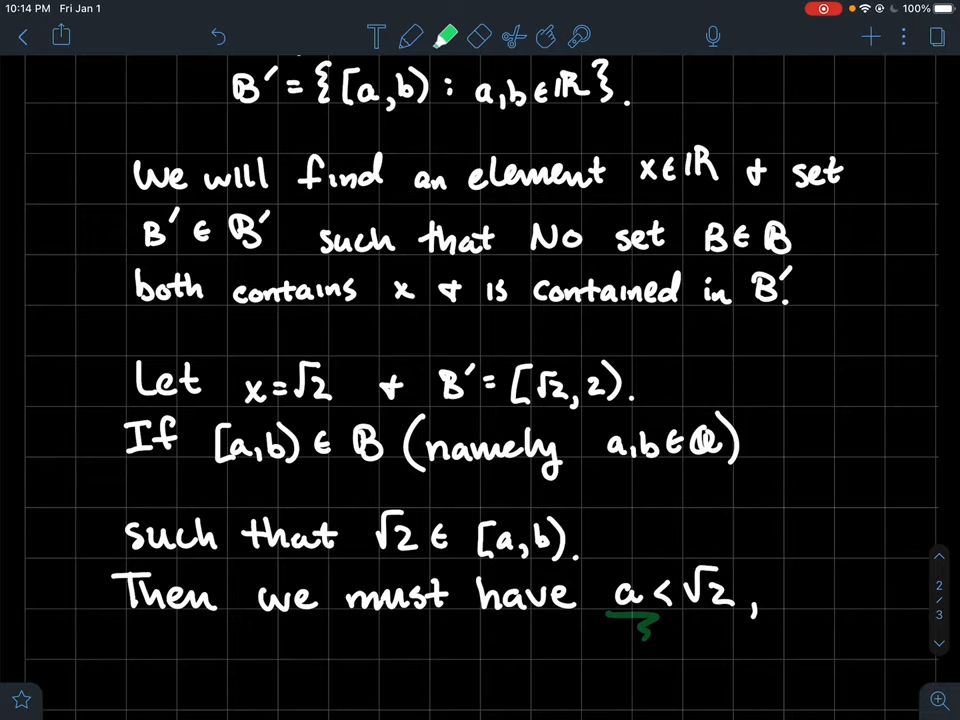 10:14 PM Fri Jan 1
100%
B′ = {[a,b) : a,b∈ℝ}.
We will find an element x∈ℝ & set
B′ ∈ 𝔹′ such that No set B∈𝔹
both contains x & is contained in B′.
Let x=√2 & B′ = [√2, 2).
If [a,b) ∈ 𝔹 (namely a,b∈ℚ)
such that √2 ∈ [a,b).
Then we must have a < √2,
2
/
3